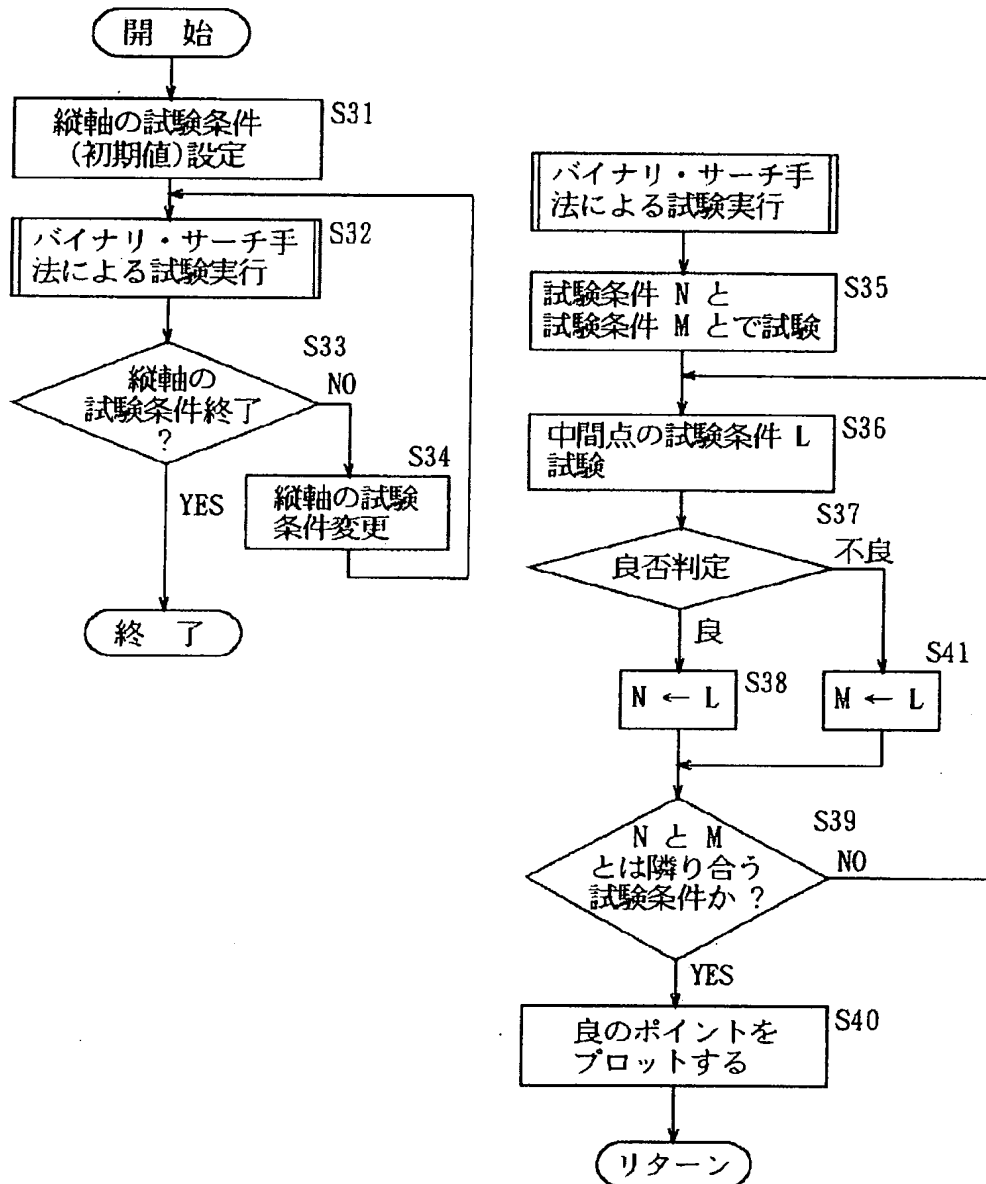 開 始
S31
縦軸の試験条件
(初期値)設定
S32
バイナリ・サーチ手
法による試験実行
S33
縦軸の
試験条件終了
?
NO
YES
S34
縦軸の試験
条件変更
終 了
バイナリ・サーチ手
法による試験実行
S35
試験条件 N と
試験条件 M とで試験
S36
中間点の試験条件 L
試験
S37
良否判定
不良
良
S38
N ← L
S41
M ← L
S39
N と M
とは隣り合う
試験条件か ?
NO
YES
S40
良のポイントを
プロットする
リターン